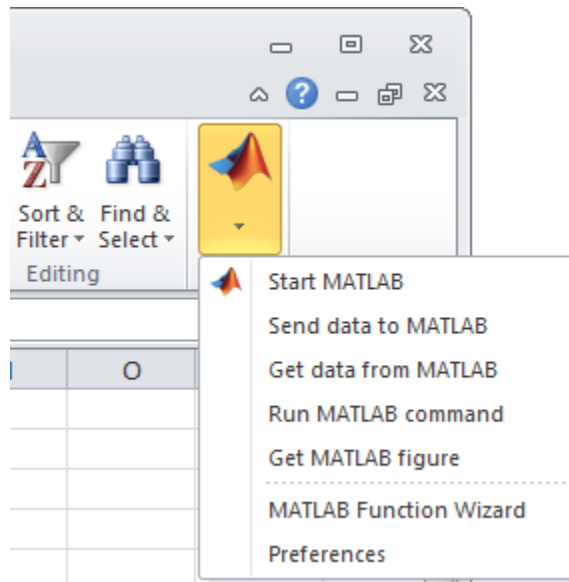 Sort &
Filter
Find &
Select
Editing
Start MATLAB
Send data to MATLAB
Get data from MATLAB
Run MATLAB command
Get MATLAB figure
MATLAB Function Wizard
Preferences
O